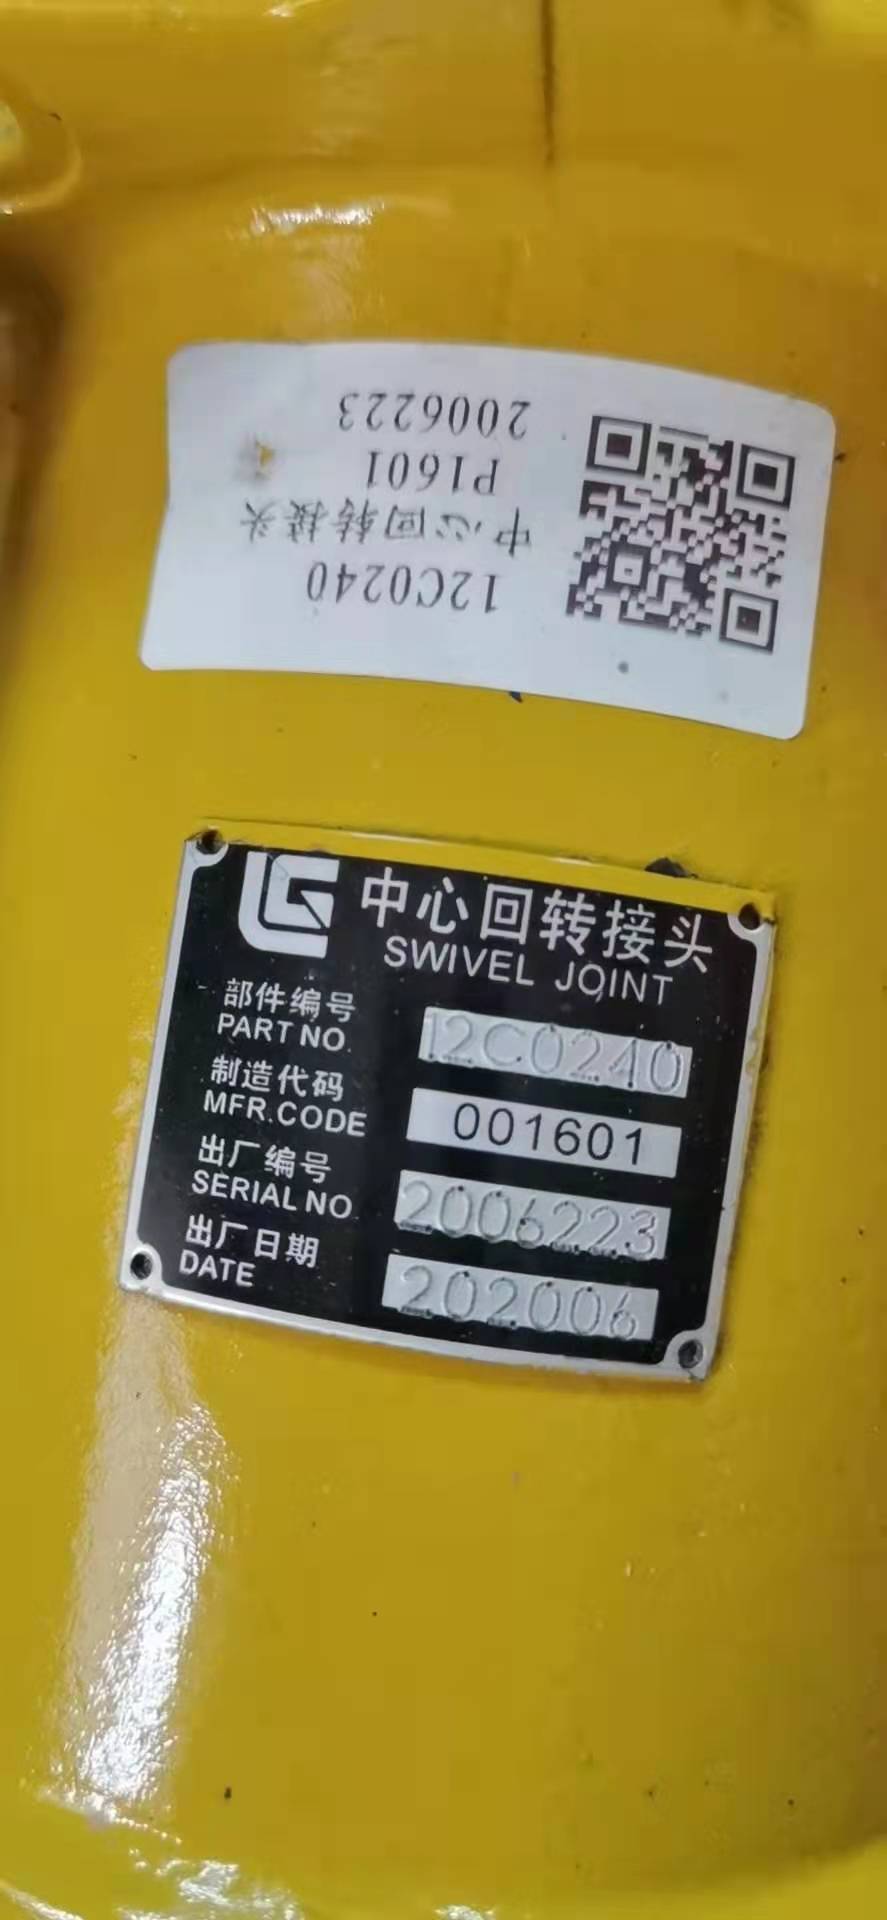 12C0240
中心回转接头
P1601
2006223
LG 中心回转接头
SWIVEL JOINT
部件编号
PART NO. 12C0240
制造代码
MFR.CODE 001601
出厂编号
SERIAL NO 2006223
出厂日期
DATE 202006